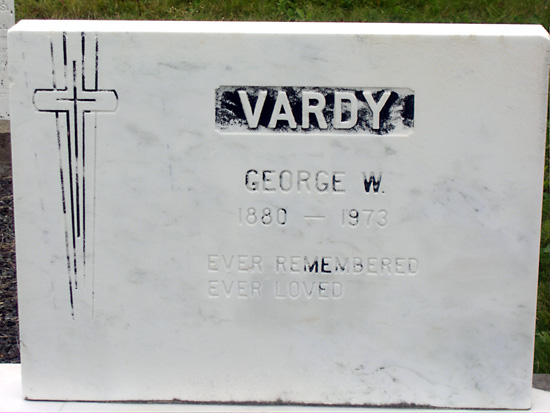 VARDY
GEORGE W.
1880 — 1973
EVER REMEMBERED
EVER LOVED